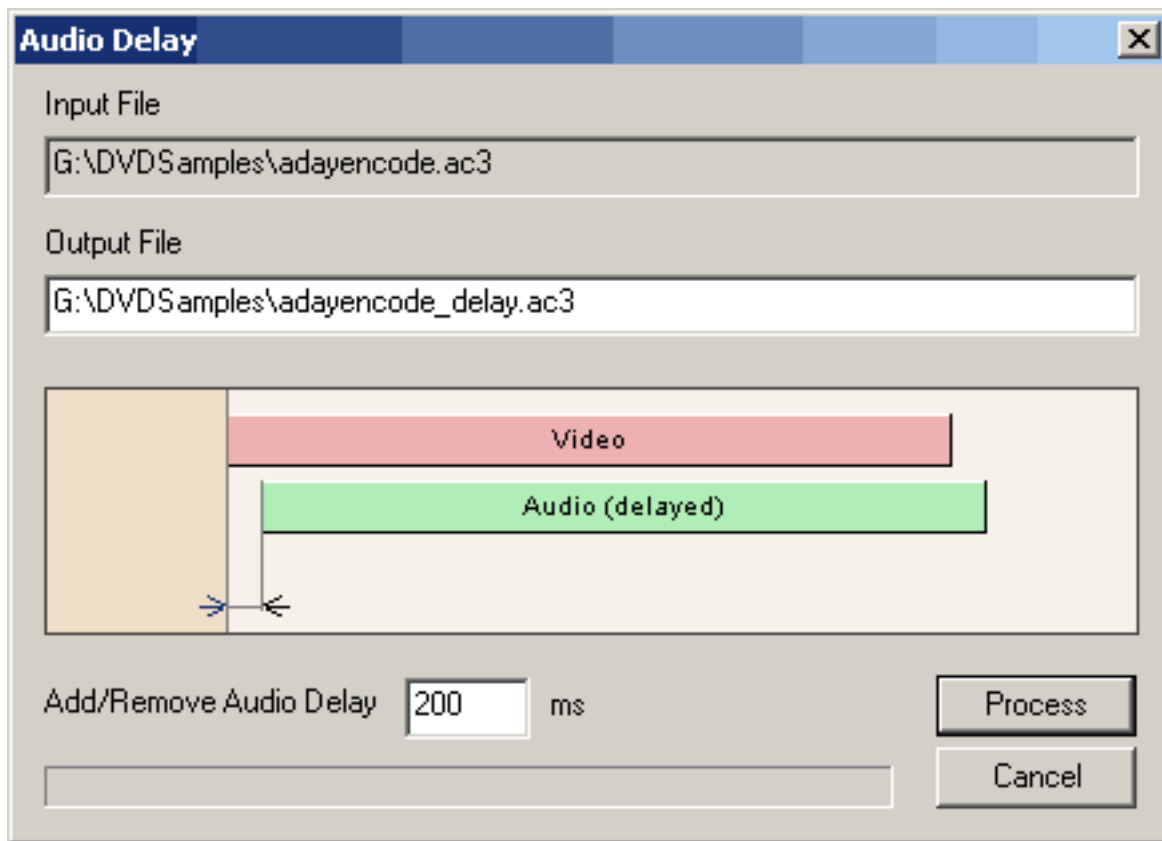 Audio Delay
Input File
G:\DVDSamples\adayencode.ac3
Output File
G:\DVDSamples\adayencode_delay.ac3
Video
Audio (delayed)
Add/Remove Audio Delay 200 ms
Process
Cancel